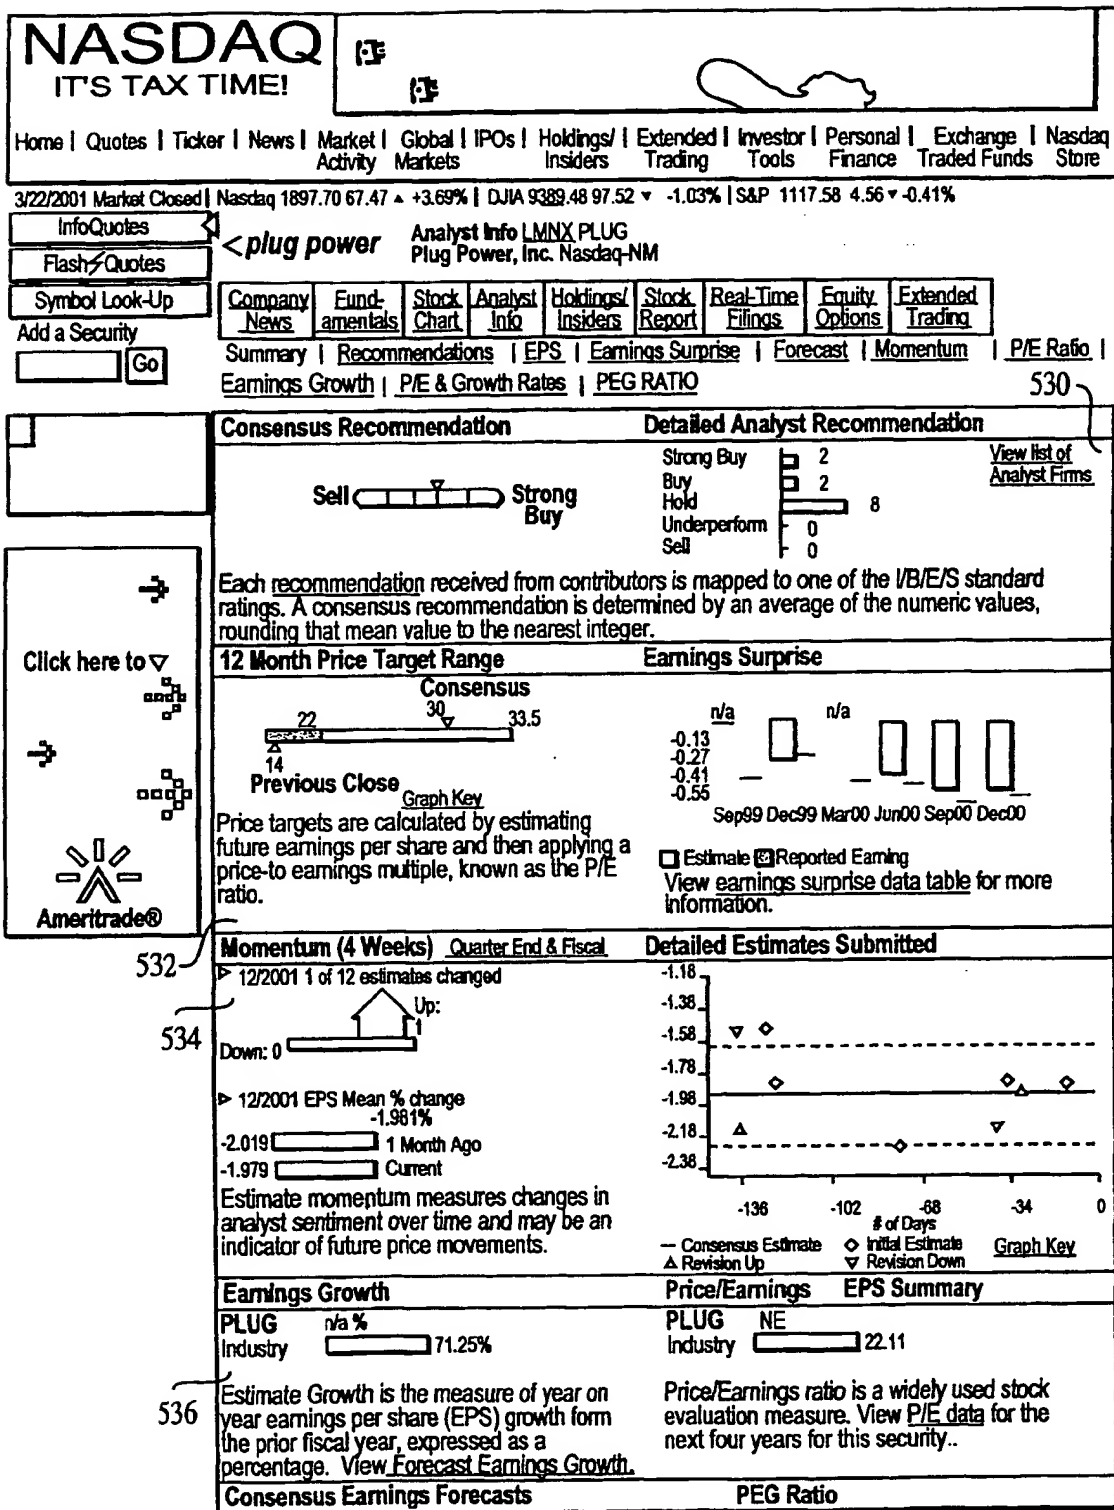 NASDAQ
IT'S TAX TIME!
Home | Quotes | Ticker | News | Market Activity | Global Markets | IPOs | Holdings/ Insiders | Extended Trading | Investor Tools | Personal Finance | Exchange Traded Funds | Nasdaq Store
3/22/2001 Market Closed | Nasdaq 1897.70 67.47 ▲ +3.69% | DJIA 9389.48 97.52 ▼ -1.03% | S&P 1117.58 4.56 ▼ -0.41%
InfoQuotes
Flash⚡Quotes
Symbol Look-Up
Add a Security
Go
<plug power
Analyst Info LMNX PLUG
Plug Power, Inc. Nasdaq-NM
Company News
Fund-amentals
Stock Chart
Analyst Info
Holdings/ Insiders
Stock Report
Real-Time Filings
Equity Options
Extended Trading
Summary | Recommendations | EPS | Earnings Surprise | Forecast | Momentum | P/E Ratio |
Earnings Growth | P/E & Growth Rates | PEG RATIO
530
Click here to ▽
Ameritrade®
Consensus Recommendation
Sell
Strong Buy
Detailed Analyst Recommendation
Strong Buy 2
Buy 2
Hold 8
Underperform 0
Sell 0
View list of
Analyst Firms
Each recommendation received from contributors is mapped to one of the I/B/E/S standard
ratings. A consensus recommendation is determined by an average of the numeric values,
rounding that mean value to the nearest integer.
12 Month Price Target Range
Consensus
22 30 33.5
14
Previous Close
Graph Key
Price targets are calculated by estimating
future earnings per share and then applying a
price-to earnings multiple, known as the P/E
ratio.
Earnings Surprise
n/a n/a
-0.13
-0.27
-0.41
-0.55
Sep99 Dec99 Mar00 Jun00 Sep00 Dec00
Estimate Reported Earning
View earnings surprise data table for more
information.
532
Momentum (4 Weeks) Quarter End & Fiscal
534
▷ 12/2001 1 of 12 estimates changed
Up:
1
Down: 0
▷ 12/2001 EPS Mean % change
-1.981%
-2.019 1 Month Ago
-1.979 Current
Estimate momentum measures changes in
analyst sentiment over time and may be an
indicator of future price movements.
Detailed Estimates Submitted
-1.18
-1.38
-1.58
-1.78
-1.98
-2.18
-2.38
-136 -102 -68 -34 0
# of Days
— Consensus Estimate ◇ Initial Estimate Graph Key
△ Revision Up ▽ Revision Down
Earnings Growth
PLUG n/a %
Industry 71.25%
536
Estimate Growth is the measure of year on
year earnings per share (EPS) growth form
the prior fiscal year, expressed as a
percentage. View Forecast Earnings Growth.
Price/Earnings EPS Summary
PLUG NE
Industry 22.11
Price/Earnings ratio is a widely used stock
evaluation measure. View P/E data for the
next four years for this security..
Consensus Earnings Forecasts
PEG Ratio